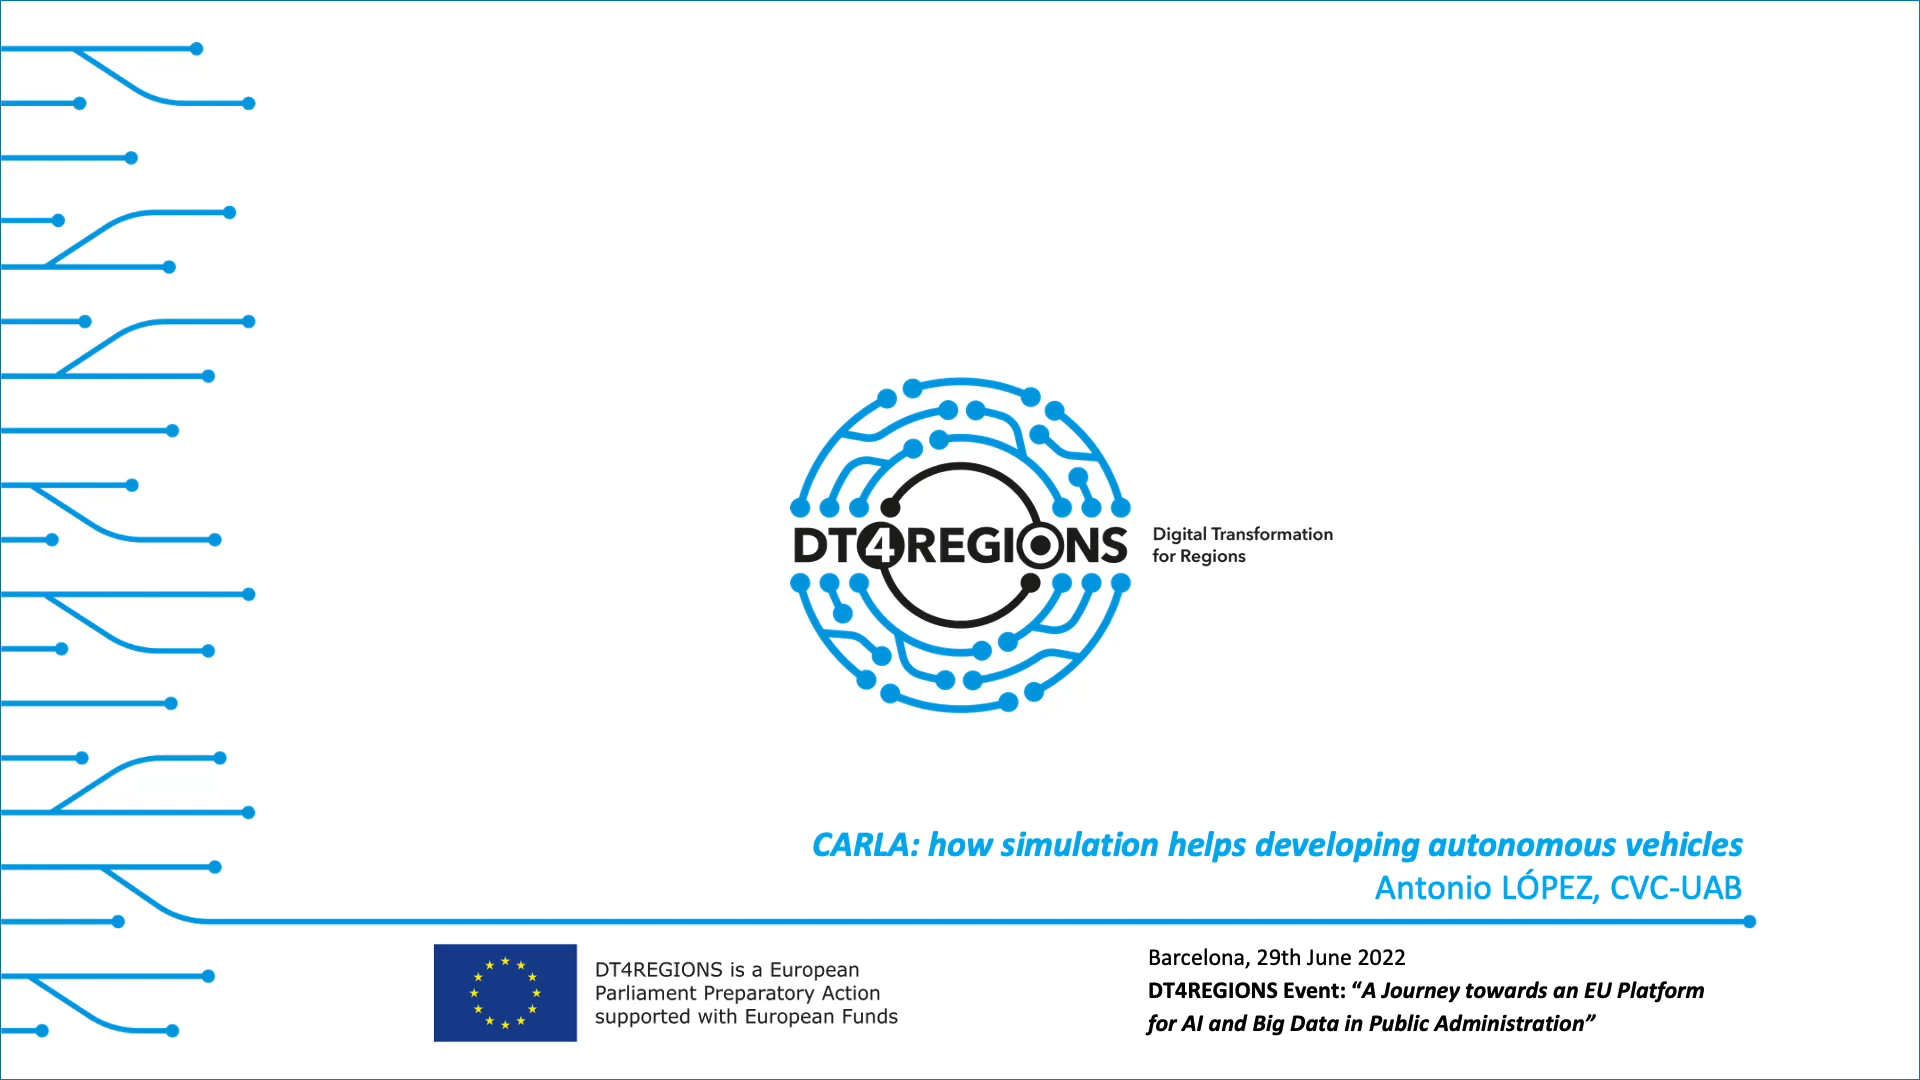 DT4REGIONS
Digital Transformation
for Regions
CARLA: how simulation helps developing autonomous vehicles
Antonio LÓPEZ, CVC-UAB
DT4REGIONS is a European
Parliament Preparatory Action
supported with European Funds
Barcelona, 29th June 2022
DT4REGIONS Event: “A Journey towards an EU Platform
for AI and Big Data in Public Administration”